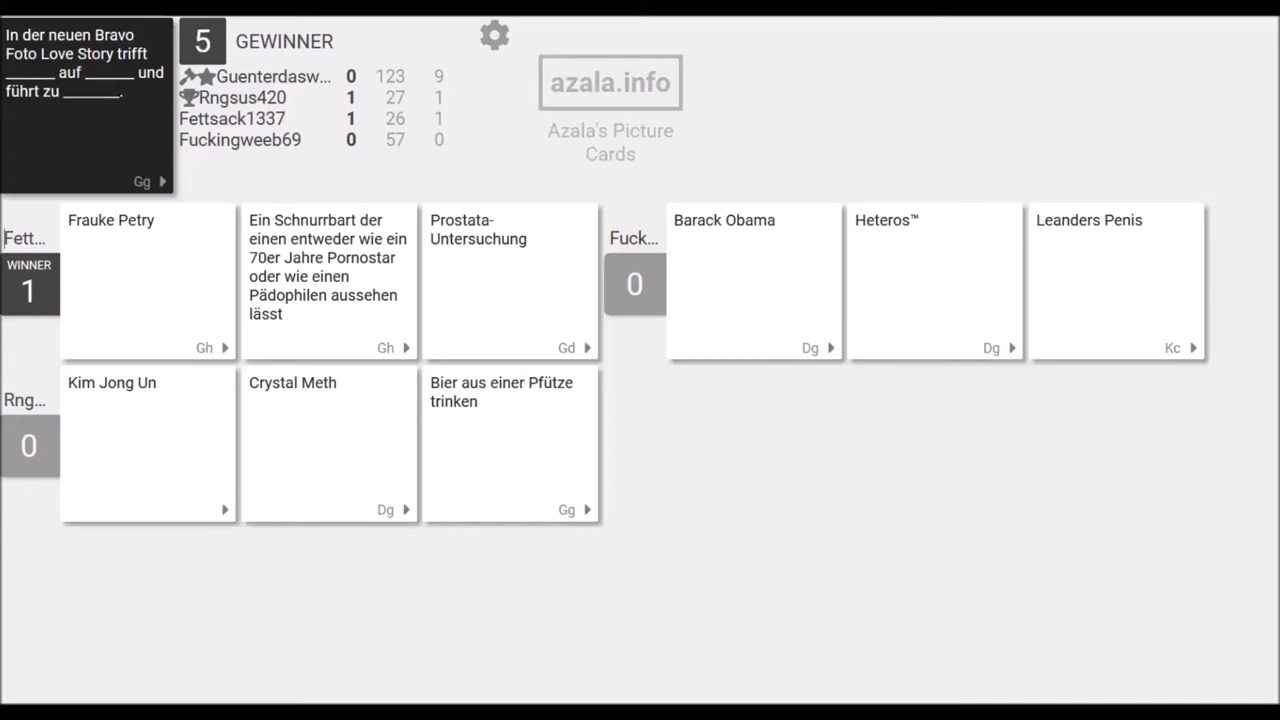 In der neuen Bravo
Foto Love Story trifft
______ auf ______ und
führt zu _______.
Gg
5 GEWINNER
Guenterdasw... 0 123 9
Rngsus420 1 27 1
Fettsack1337 1 26 1
Fuckingweeb69 0 57 0
azala.info
Azala's Picture
Cards
Fett...
WINNER
1
Frauke Petry
Gh
Ein Schnurrbart der
einen entweder wie ein
70er Jahre Pornostar
oder wie einen
Pädophilen aussehen
lässt
Gh
Prostata-
Untersuchung
Gd
Fuck...
0
Barack Obama
Dg
Heteros™
Dg
Leanders Penis
Kc
Rng...
0
Kim Jong Un
Crystal Meth
Dg
Bier aus einer Pfütze
trinken
Gg